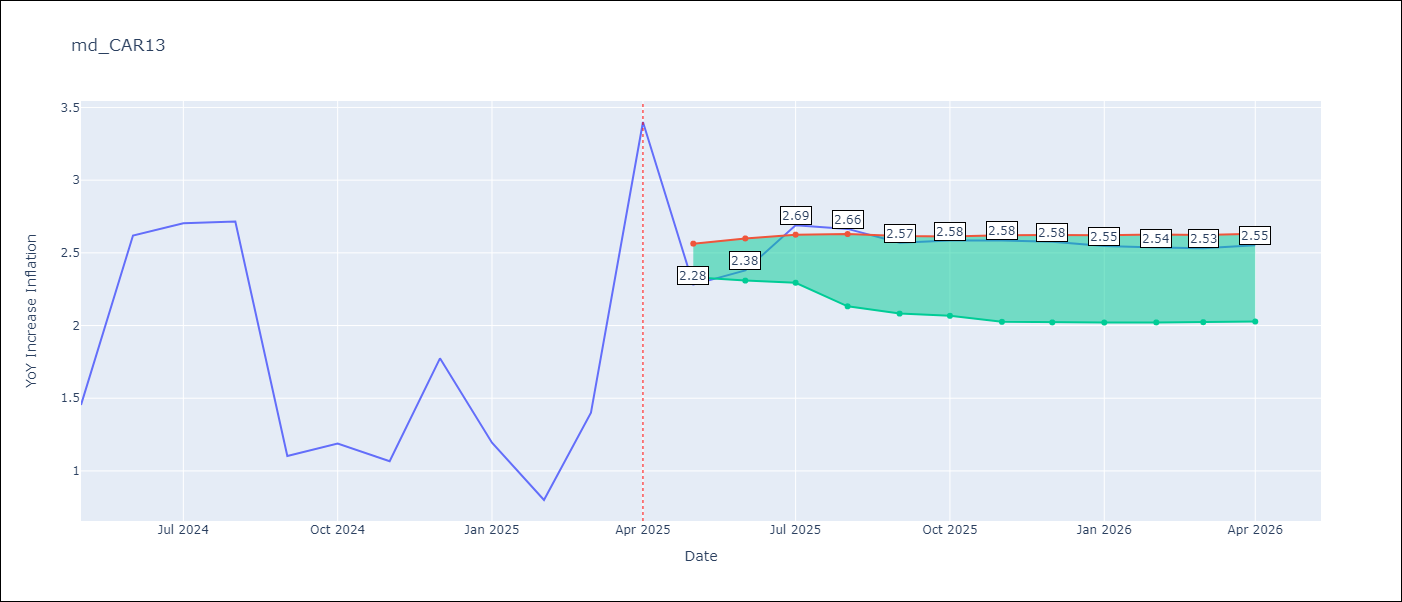 md_CAR13
3.5
3
2.5
2
1.5
1
YoY Increase Inflation
2.28
2.38
2.69
2.66
2.57
2.58
2.58
2.58
2.55
2.54
2.53
2.55
Jul 2024
Oct 2024
Jan 2025
Apr 2025
Jul 2025
Oct 2025
Jan 2026
Apr 2026
Date